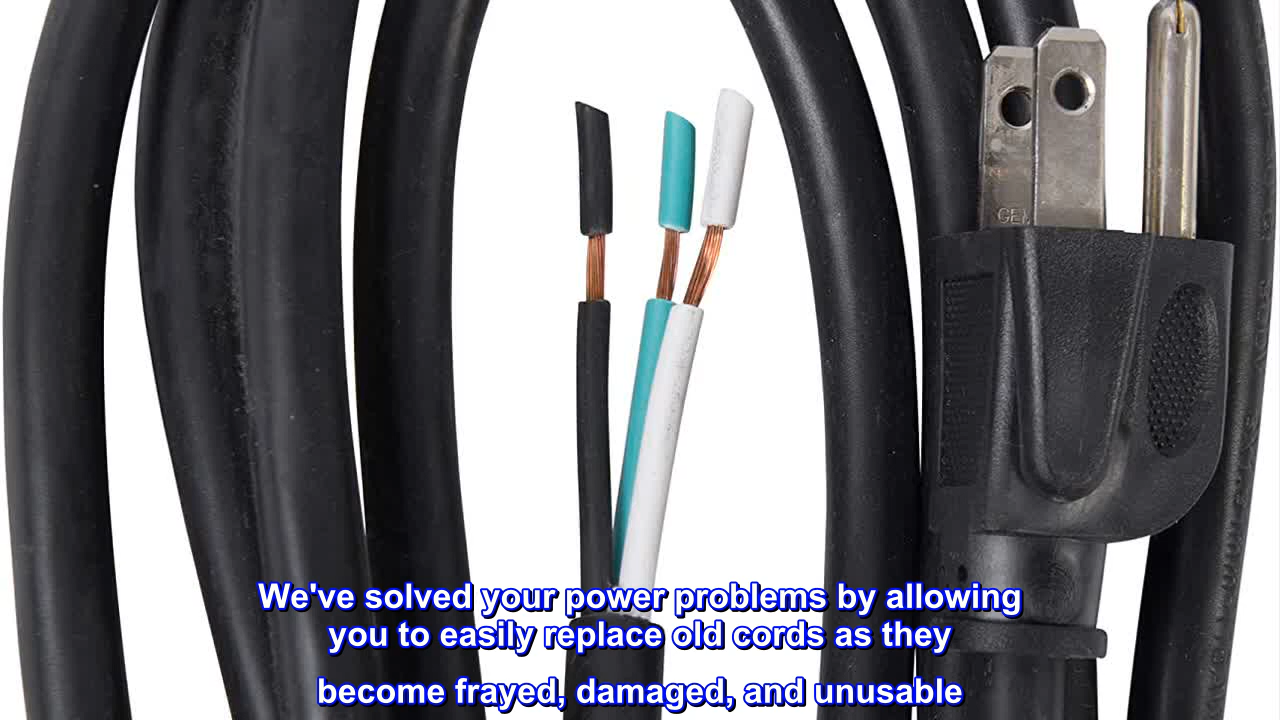 GEM
We've solved your power problems by allowing
you to easily replace old cords as they
become frayed, damaged, and unusable